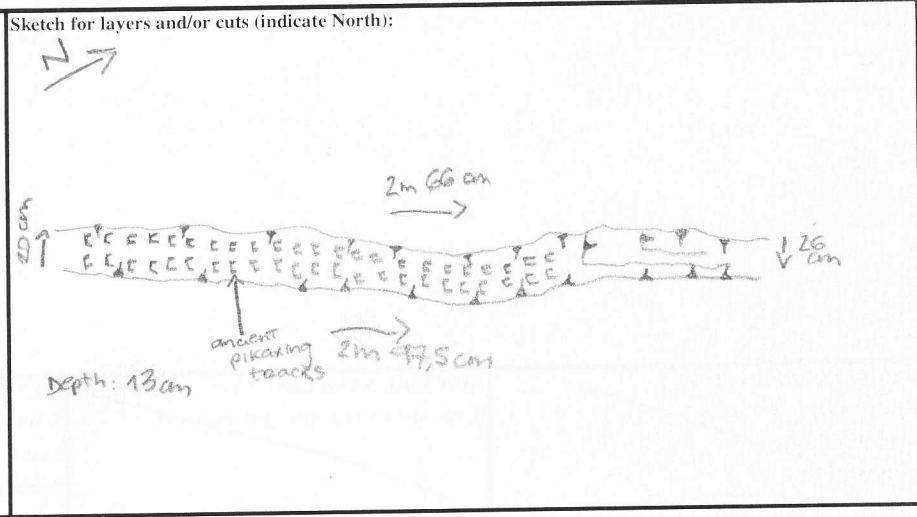 Sketch for layers and/or cuts (indicate North):
N
2m 66 cm
20 cm
26
cm
ancient
pikaxing
tracks
2m 47,5 cm
Depth: 13 cm